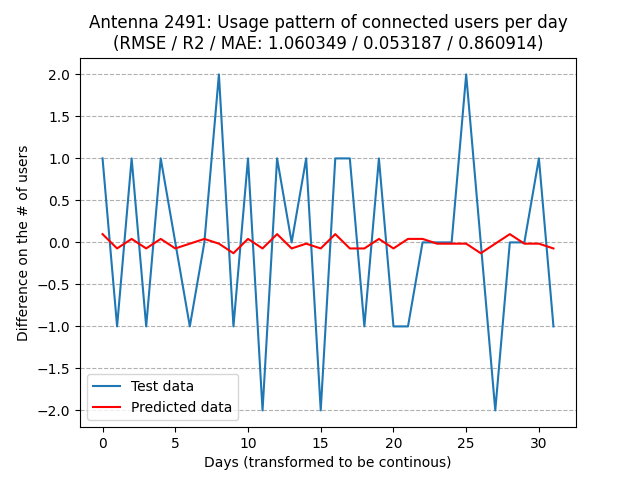 Antenna 2491: Usage pattern of connected users per day
(RMSE / R2 / MAE: 1.060349 / 0.053187 / 0.860914)
2.0
1.5
1.0
0.5
0.0
−0.5
−1.0
−1.5
−2.0
Difference on the # of users
Test data
Predicted data
0 5 10 15 20 25 30
Days (transformed to be continous)